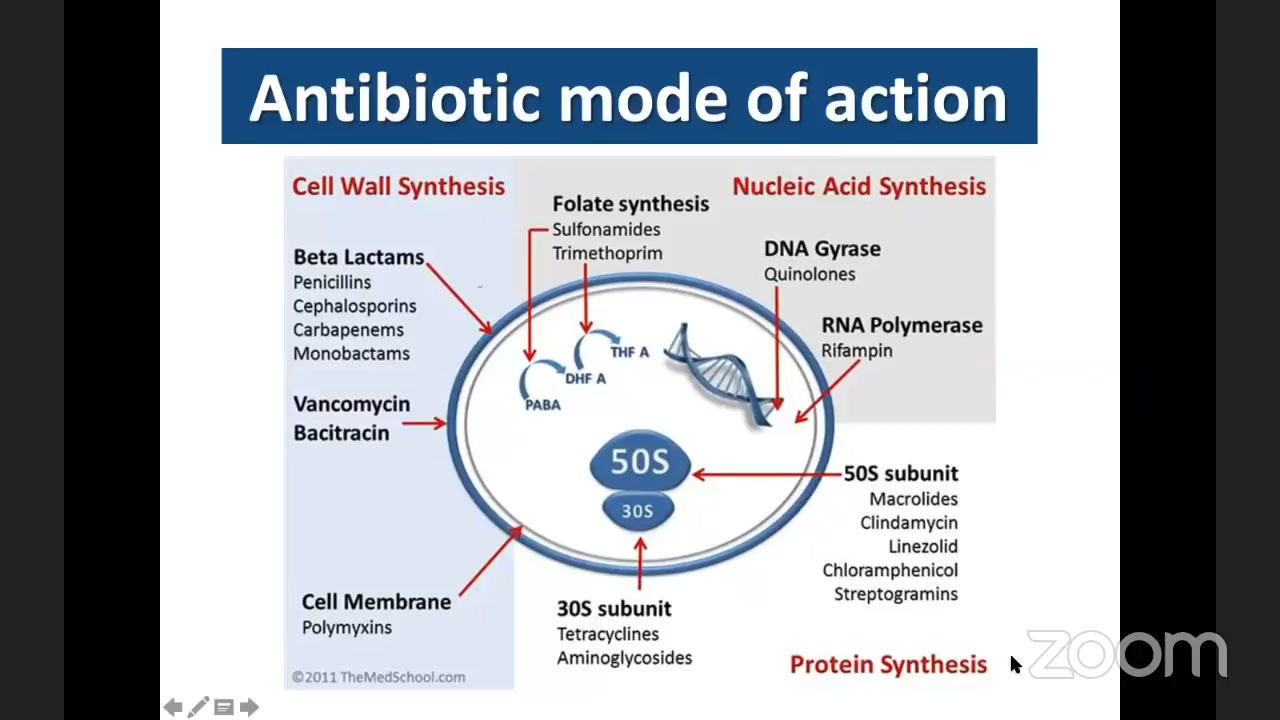 Antibiotic mode of action
Cell Wall Synthesis
Nucleic Acid Synthesis
Folate synthesis
Sulfonamides
Trimethoprim
Beta Lactams
Penicillins
Cephalosporins
Carbapenems
Monobactams
DNA Gyrase
Quinolones
RNA Polymerase
Rifampin
THF A
DHF A
PABA
Vancomycin
Bacitracin
50S
30S
50S subunit
Macrolides
Clindamycin
Linezolid
Chloramphenicol
Streptogramins
Cell Membrane
Polymyxins
30S subunit
Tetracyclines
Aminoglycosides
Protein Synthesis
©2011 TheMedSchool.com
zoom